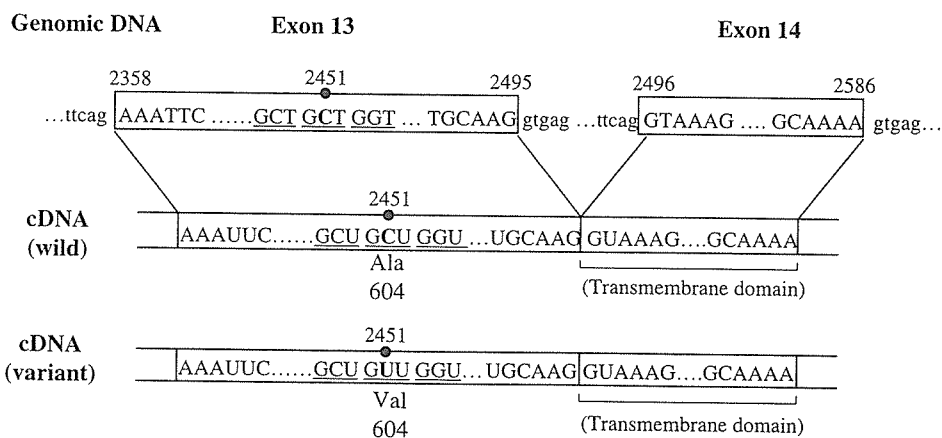 Genomic DNA Exon 13 Exon 14
2358 2451 2495 2496 2586
...ttcag AAATTC ......GCT GCT GGT ... TGCAAG gtgag ...ttcag GTAAAG .... GCAAAA gtgag...
2451
cDNA
(wild)
AAAUUC......GCU GCU GGU ...UGCAAG GUAAAG....GCAAAA
Ala
604
(Transmembrane domain)
2451
cDNA
(variant)
AAAUUC......GCU GUU GGU...UGCAAG GUAAAG....GCAAAA
Val
604
(Transmembrane domain)